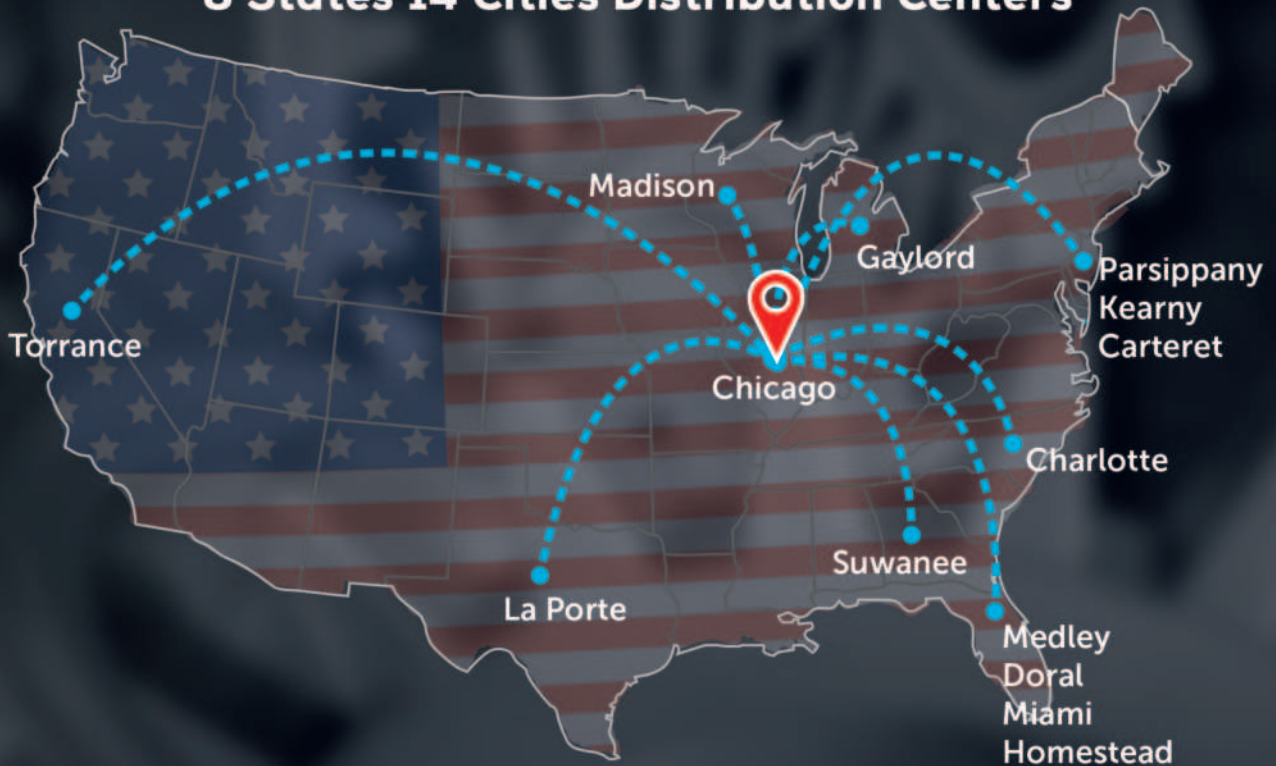 8 States 14 Cities Distribution Centers
Madison
Gaylord
Parsippany
Kearny
Carteret
Torrance
Chicago
Charlotte
Suwanee
La Porte
Medley
Doral
Miami
Homestead